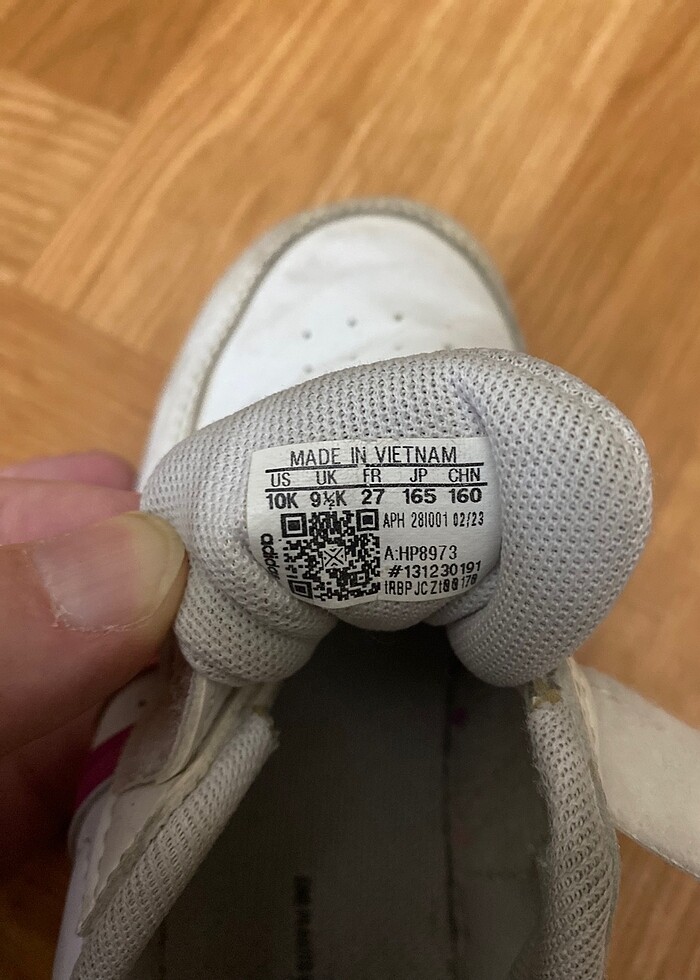 MADE IN VIETNAM
US UK FR JP CHN
10K 9½K 27 165 160
adidas
APH 281001 02/23
A:HP8973
#131230191